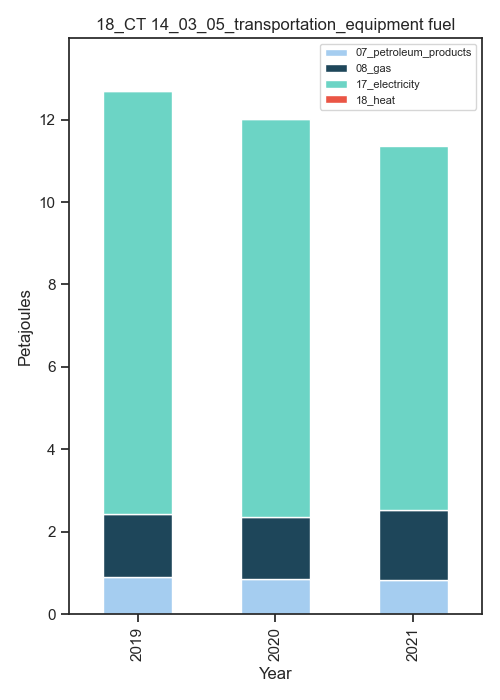 18_CT 14_03_05_transportation_equipment fuel
07_petroleum_products
08_gas
17_electricity
18_heat
12
10
8
6
4
2
0
Petajoules
2019
2020
2021
Year